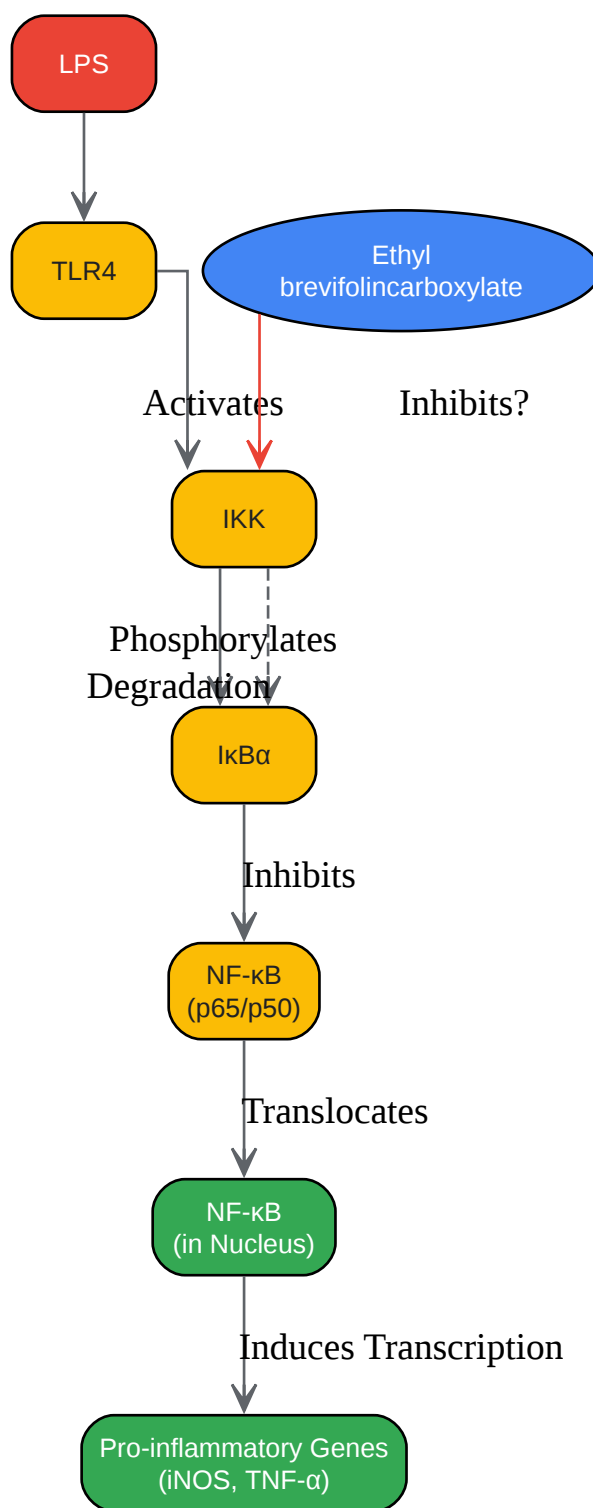 LPS
TLR4
Ethyl
brevifolincarboxylate
Activates
Inhibits?
IKK
Phosphorylates
Degradation
IκBα
Inhibits
NF-κB
(p65/p50)
Translocates
NF-κB
(in Nucleus)
Induces Transcription
Pro-inflammatory Genes
(iNOS, TNF-α)